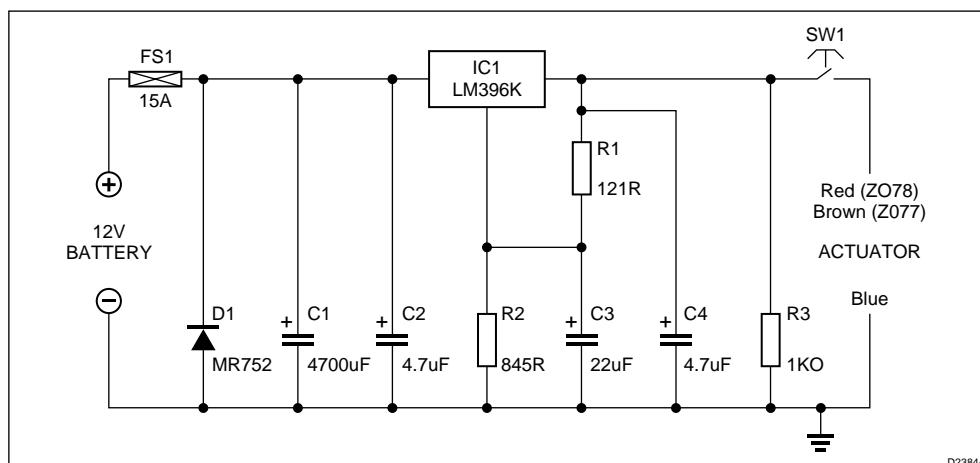 SW1
FS1
IC1
LM396K
15A
R1
121R
Red (ZO78)
Brown (Z077)
12V
BATTERY
ACTUATOR
Blue
D1
C1
C2
R2
C3
C4
R3
MR752
4700uF
4.7uF
845R
22uF
4.7uF
1KO